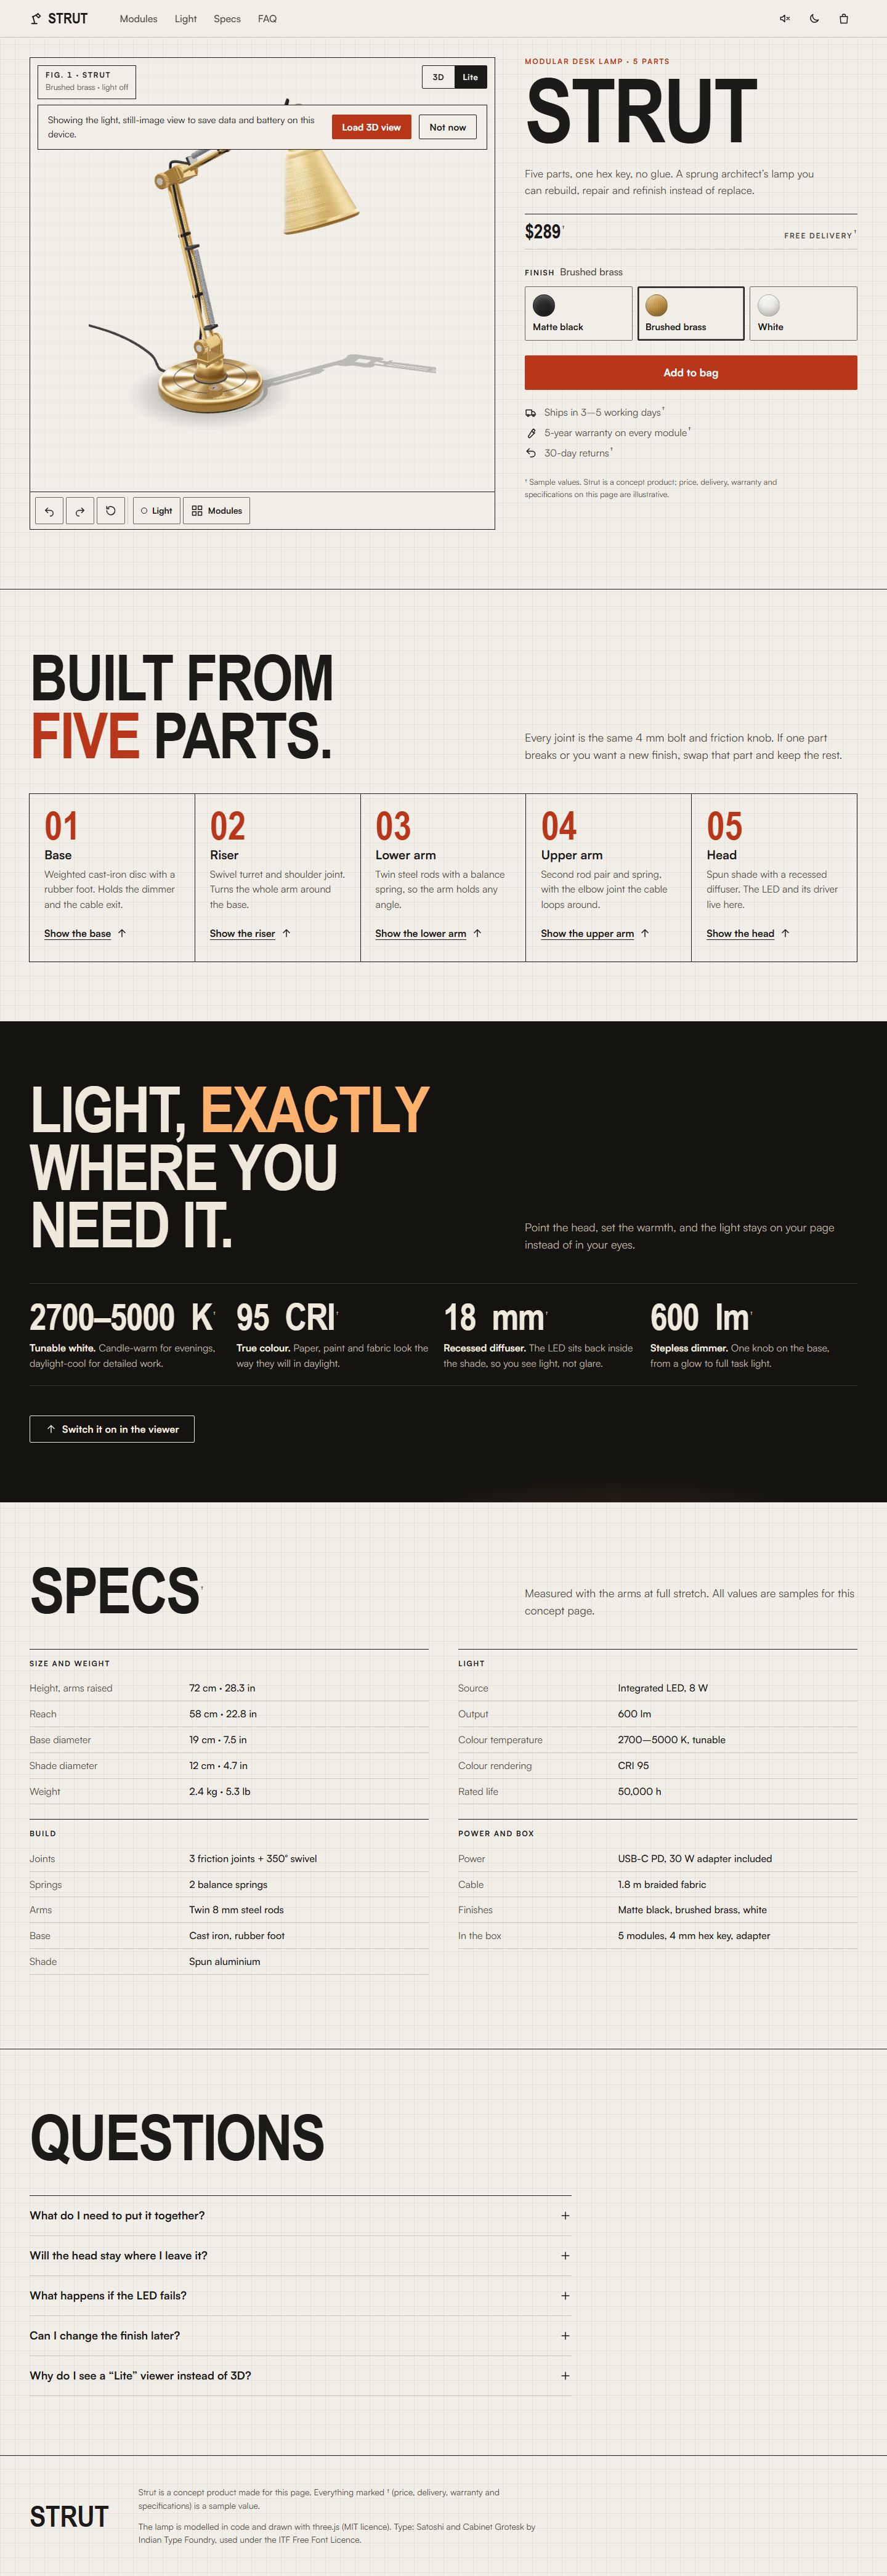 STRUT
Modules Light Specs FAQ
FIG. 1 · STRUT
Brushed brass · light off
3D Lite
Showing the light, still-image view to save data and battery on this
device.
Load 3D view Not now
Light Modules
MODULAR DESK LAMP · 5 PARTS
STRUT
Five parts, one hex key, no glue. A sprung architect’s lamp you
can rebuild, repair and refinish instead of replace.
$289† FREE DELIVERY†
FINISH Brushed brass
Matte black Brushed brass White
Add to bag
Ships in 3–5 working days†
5-year warranty on every module†
30-day returns†
† Sample values. Strut is a concept product; price, delivery, warranty and
specifications on this page are illustrative.
BUILT FROM
FIVE PARTS.
Every joint is the same 4 mm bolt and friction knob. If one part
breaks or you want a new finish, swap that part and keep the rest.
01
Base
Weighted cast-iron disc with a
rubber foot. Holds the dimmer
and the cable exit.
Show the base ↑
02
Riser
Swivel turret and shoulder joint.
Turns the whole arm around
the base.
Show the riser ↑
03
Lower arm
Twin steel rods with a balance
spring, so the arm holds any
angle.
Show the lower arm ↑
04
Upper arm
Second rod pair and spring,
with the elbow joint the cable
loops around.
Show the upper arm ↑
05
Head
Spun shade with a recessed
diffuser. The LED and its driver
live here.
Show the head ↑
LIGHT, EXACTLY
WHERE YOU
NEED IT.
Point the head, set the warmth, and the light stays on your page
instead of in your eyes.
2700–5000 K†
Tunable white. Candle-warm for evenings,
daylight-cool for detailed work.
95 CRI†
True colour. Paper, paint and fabric look the
way they will in daylight.
18 mm†
Recessed diffuser. The LED sits back inside
the shade, so you see light, not glare.
600 lm†
Stepless dimmer. One knob on the base,
from a glow to full task light.
↑ Switch it on in the viewer
SPECS†
Measured with the arms at full stretch. All values are samples for this
concept page.
SIZE AND WEIGHT
Height, arms raised 72 cm · 28.3 in
Reach 58 cm · 22.8 in
Base diameter 19 cm · 7.5 in
Shade diameter 12 cm · 4.7 in
Weight 2.4 kg · 5.3 lb
LIGHT
Source Integrated LED, 8 W
Output 600 lm
Colour temperature 2700–5000 K, tunable
Colour rendering CRI 95
Rated life 50,000 h
BUILD
Joints 3 friction joints + 350° swivel
Springs 2 balance springs
Arms Twin 8 mm steel rods
Base Cast iron, rubber foot
Shade Spun aluminium
POWER AND BOX
Power USB-C PD, 30 W adapter included
Cable 1.8 m braided fabric
Finishes Matte black, brushed brass, white
In the box 5 modules, 4 mm hex key, adapter
QUESTIONS
What do I need to put it together? +
Will the head stay where I leave it? +
What happens if the LED fails? +
Can I change the finish later? +
Why do I see a “Lite” viewer instead of 3D? +
STRUT
Strut is a concept product made for this page. Everything marked † (price, delivery, warranty and
specifications) is a sample value.
The lamp is modelled in code and drawn with three.js (MIT licence). Type: Satoshi and Cabinet Grotesk by
Indian Type Foundry, used under the ITF Free Font Licence.